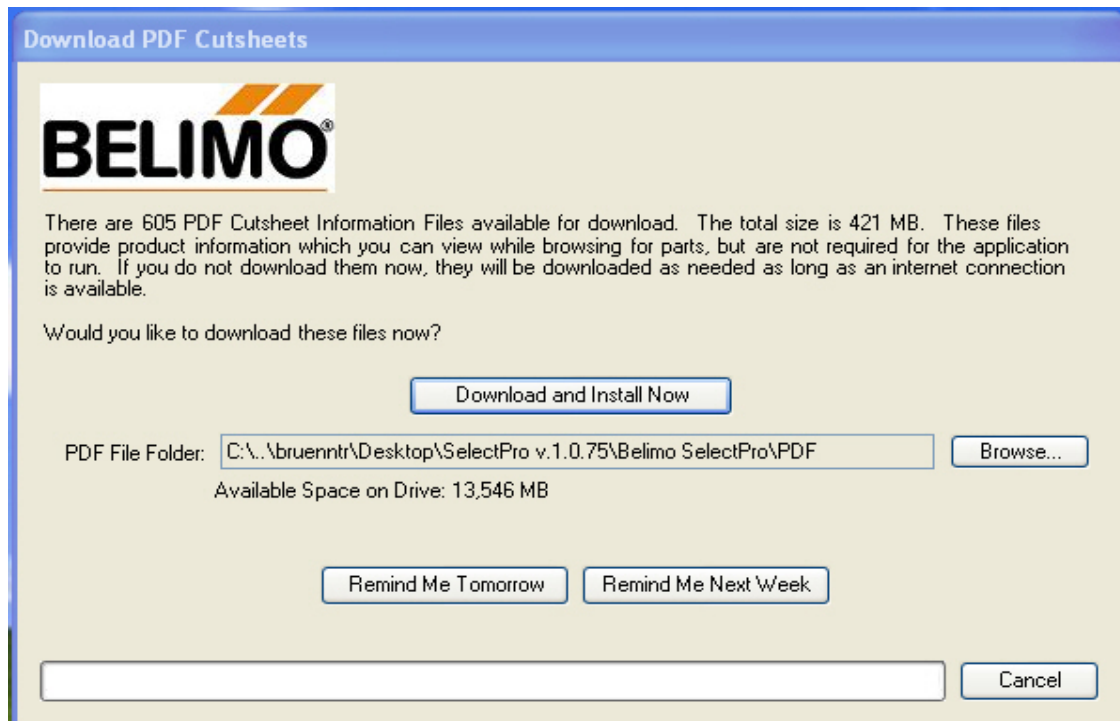 Download PDF Cutsheets
BELIMO®
There are 605 PDF Cutsheet Information Files available for download.  The total size is 421 MB.  These files
provide product information which you can view while browsing for parts, but are not required for the application
to run.  If you do not download them now, they will be downloaded as needed as long as an internet connection
is available.
Would you like to download these files now?
Download and Install Now
PDF File Folder: C:\..\bruenntr\Desktop\SelectPro v.1.0.75\Belimo SelectPro\PDF Browse...
Available Space on Drive: 13,546 MB
Remind Me Tomorrow Remind Me Next Week
Cancel